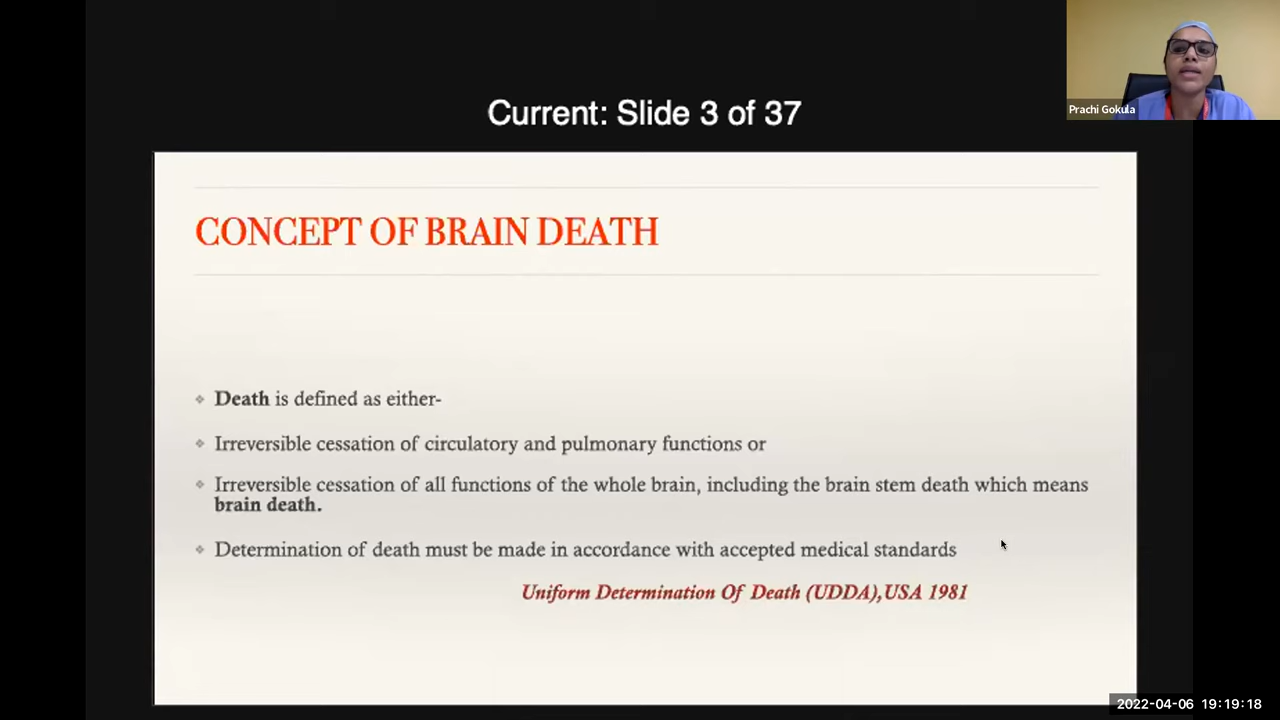 Prachi Gokula
Current: Slide 3 of 37
CONCEPT OF BRAIN DEATH
Death is defined as either-
Irreversible cessation of circulatory and pulmonary functions or
Irreversible cessation of all functions of the whole brain, including the brain stem death which means
brain death.
Determination of death must be made in accordance with accepted medical standards
Uniform Determination Of Death (UDDA),USA 1981
2022-04-06 19:19:18